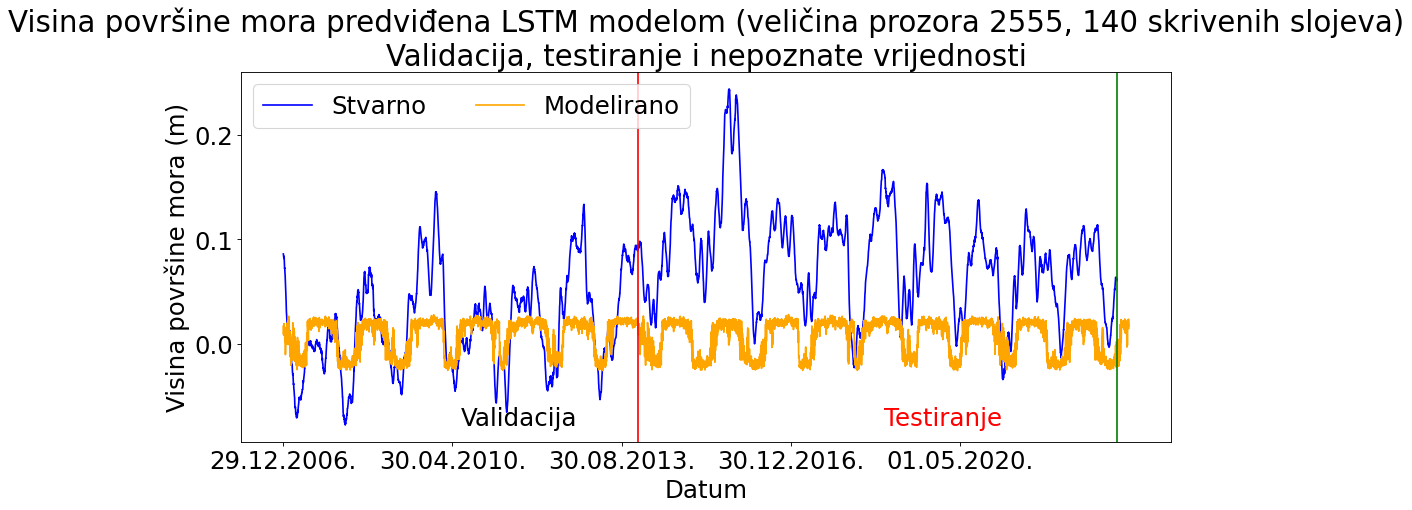 Visina površine mora predviđena LSTM modelom (veličina prozora 2555, 140 skrivenih slojeva)
Validacija, testiranje i nepoznate vrijednosti
Stvarno
Modelirano
Visina površine mora (m)
0.2
0.1
0.0
Validacija
Testiranje
29.12.2006.
30.04.2010.
30.08.2013.
30.12.2016.
01.05.2020.
Datum